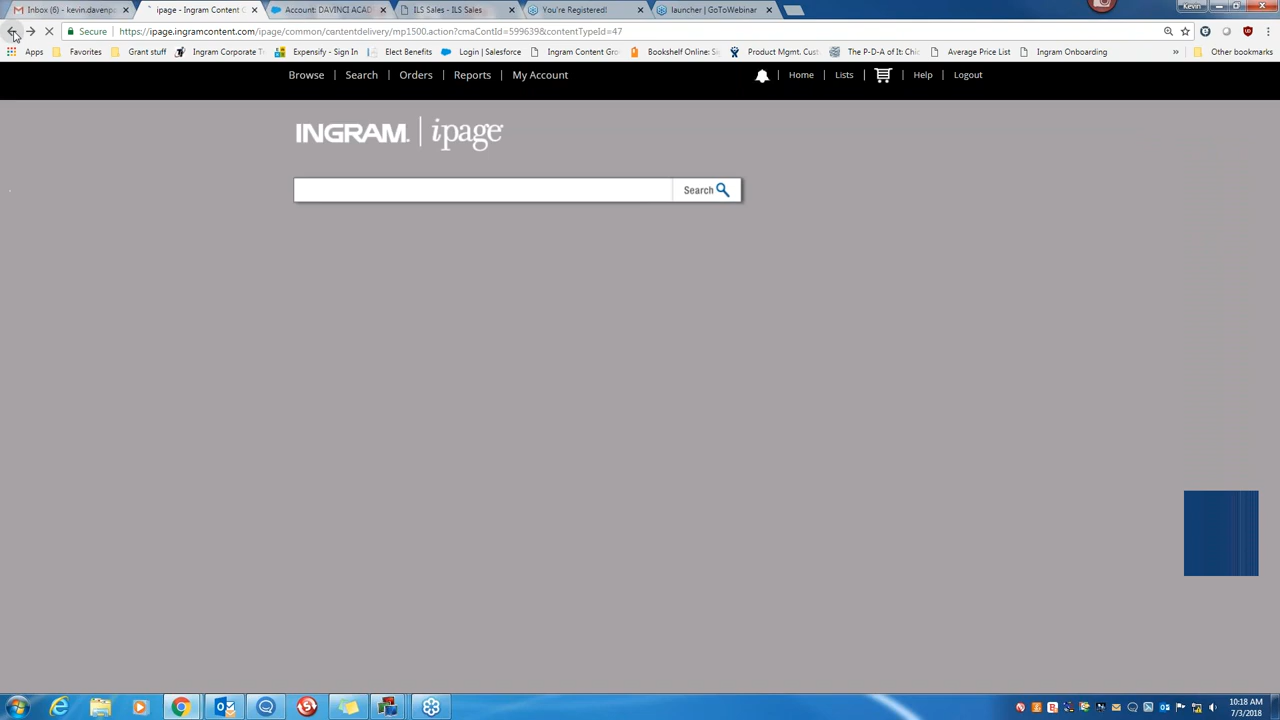 Inbox (6) - kevin.davenpo
ipage - Ingram Content G
Account: DAVINCI ACAD
ILS Sales - ILS Sales
You're Registered!
launcher | GoToWebinar
Kevin
Secure
https://ipage.ingramcontent.com/ipage/common/contentdelivery/mp1500.action?cmaContId=599639&contentTypeId=47
Apps
Favorites
Grant stuff
Ingram Corporate Tr
Expensify - Sign In
Elect Benefits
Login | Salesforce
Ingram Content Gro
Bookshelf Online: S
Product Mgmt. Cust
The P-D-A of It: Chic
Average Price List
Ingram Onboarding
»
Other bookmarks
Browse
Search
Orders
Reports
My Account
Home
Lists
Help
Logout
INGRAM | ipage
Search
10:18 AM
7/3/2018